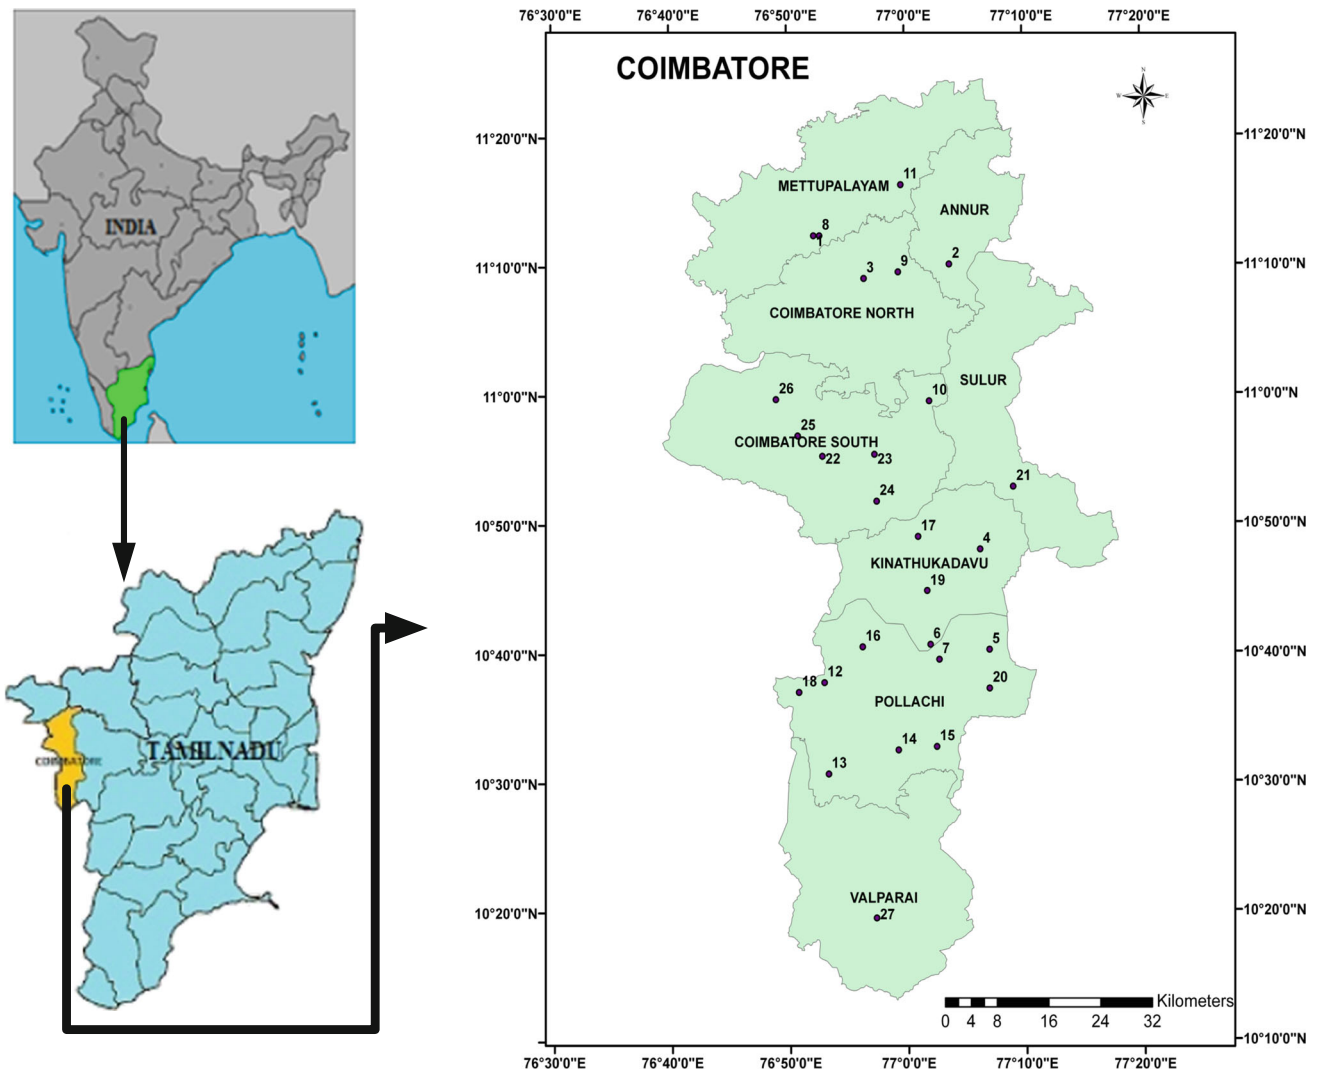 INDIA
TAMILNADU
COIMBATORE
76°30'0"E 76°40'0"E 76°50'0"E 77°0'0"E 77°10'0"E 77°20'0"E
COIMBATORE
N
W E
S
11°20'0"N 11°20'0"N
11
METTUPALAYAM
ANNUR
8
1
2
11°10'0"N 11°10'0"N
3 9
COIMBATORE NORTH
SULUR
26 10
11°0'0"N 11°0'0"N
25
COIMBATORE SOUTH
22 23
21
24
10°50'0"N 10°50'0"N
17
4
KINATHUKADAVU
19
16 6 5
7
10°40'0"N 10°40'0"N
18 12 20
POLLACHI
14 15
13
10°30'0"N 10°30'0"N
VALPARAI
27
10°20'0"N 10°20'0"N
Kilometers
0 4 8 16 24 32
10°10'0"N
76°30'0"E 76°40'0"E 76°50'0"E 77°0'0"E 77°10'0"E 77°20'0"E